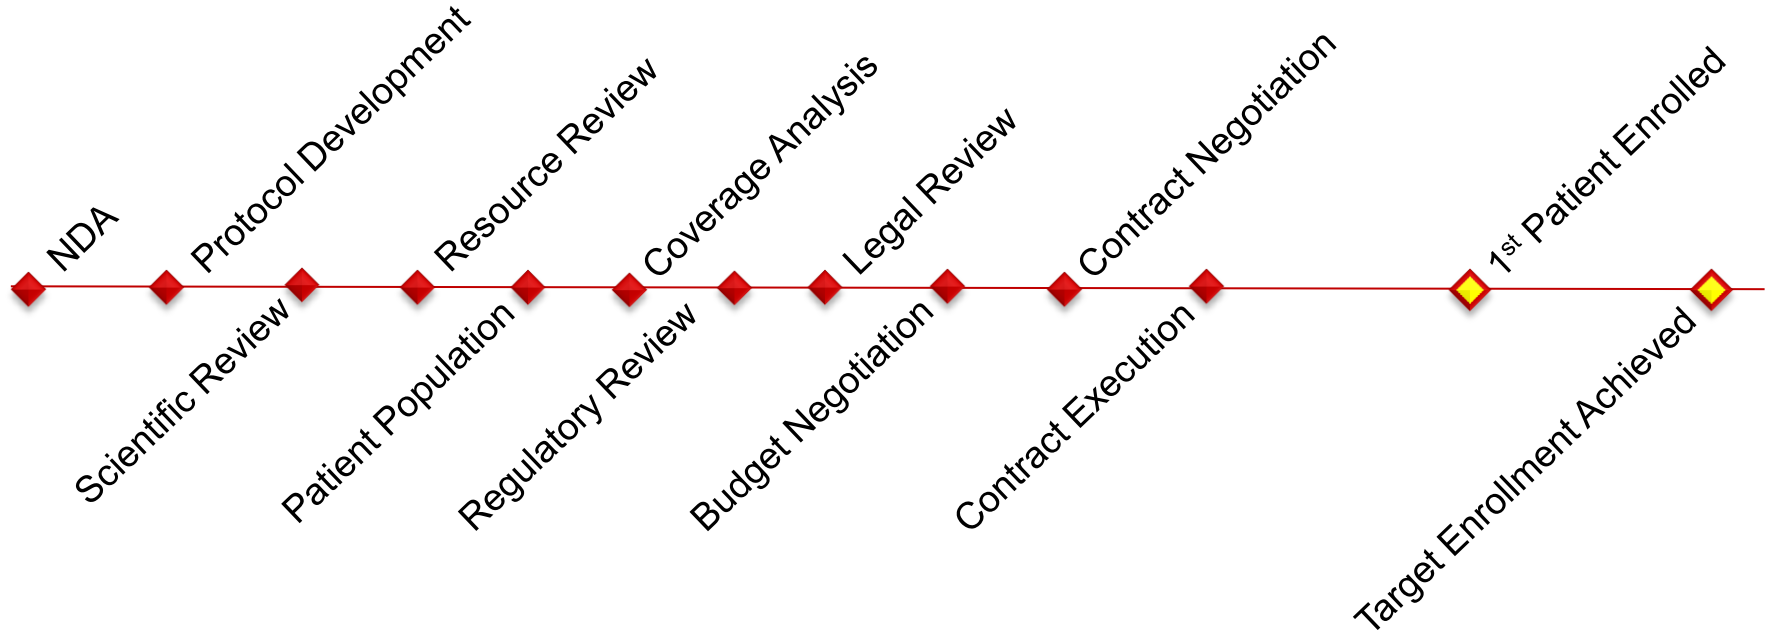 NDA
Protocol Development
Scientific Review
Resource Review
Patient Population
Coverage Analysis
Regulatory Review
Legal Review
Budget Negotiation
Contract Negotiation
Contract Execution
1st Patient Enrolled
Target Enrollment Achieved